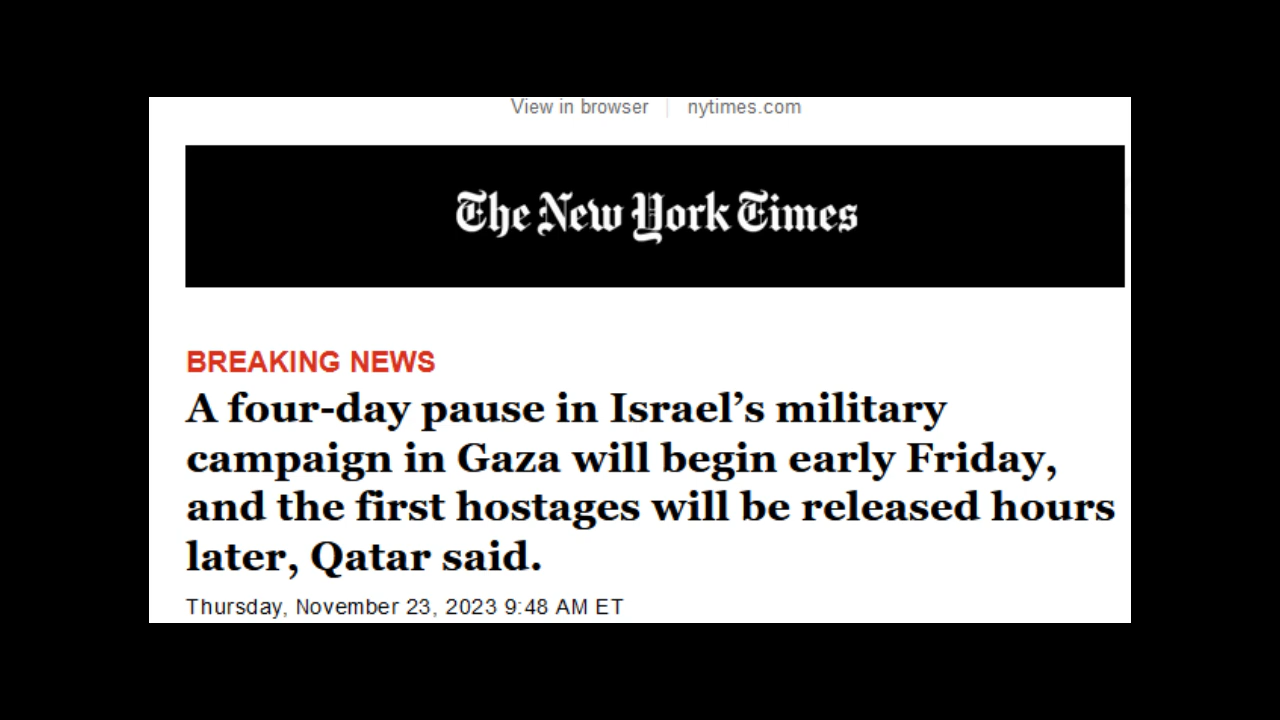 View in browser | nytimes.com
The New York Times
BREAKING NEWS
A four-day pause in Israel’s military
campaign in Gaza will begin early Friday,
and the first hostages will be released hours
later, Qatar said.
Thursday, November 23, 2023 9:48 AM ET